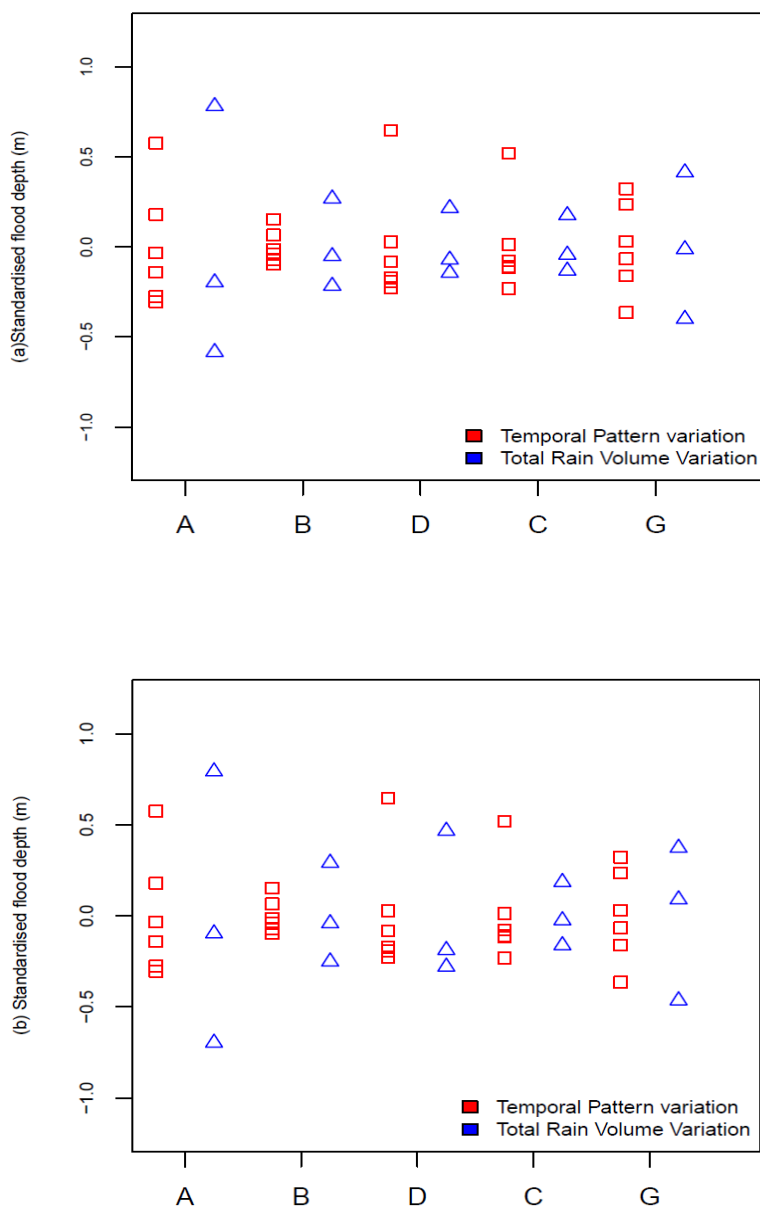 (a)Standardised flood depth (m)
1.0
0.5
0.0
−0.5
−1.0
Temporal Pattern variation
Total Rain Volume Variation
A B D C G
(b) Standardised flood depth (m)
1.0
0.5
0.0
−0.5
−1.0
Temporal Pattern variation
Total Rain Volume Variation
A B D C G